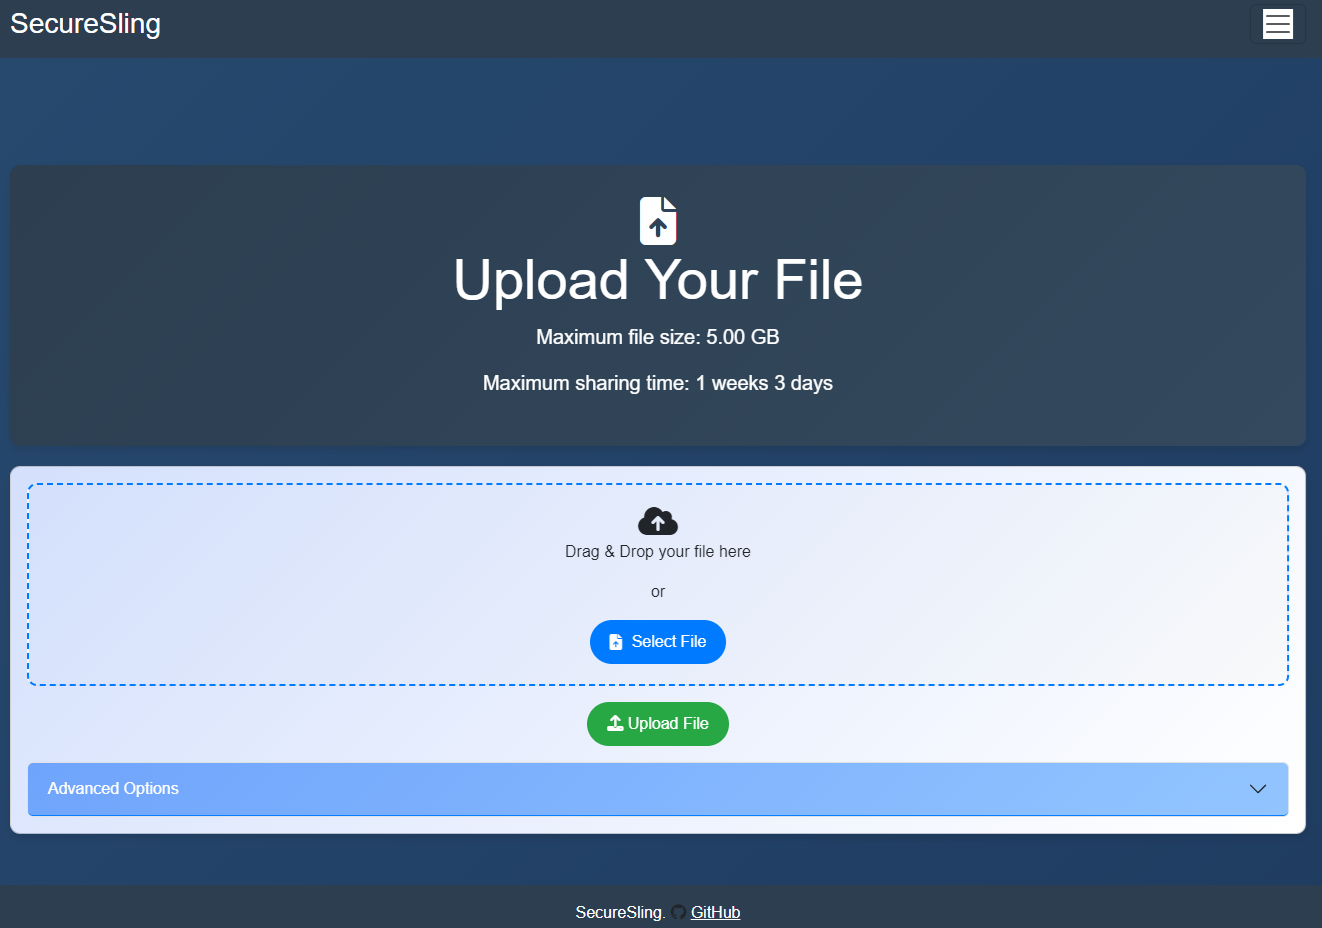 SecureSling
Upload Your File
Maximum file size: 5.00 GB
Maximum sharing time: 1 weeks 3 days
Drag & Drop your file here
or
Select File
Upload File
Advanced Options
SecureSling. GitHub